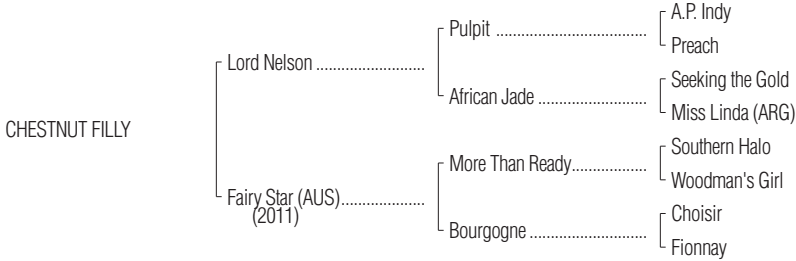 A.P. Indy
Pulpit ................................
Preach
Lord Nelson .......................
Seeking the Gold
African Jade .......................
Miss Linda (ARG)
CHESTNUT FILLY
Southern Halo
More Than Ready................
Woodman's Girl
Fairy Star (AUS)..................
(2011)
Choisir
Bourgogne .........................
Fionnay